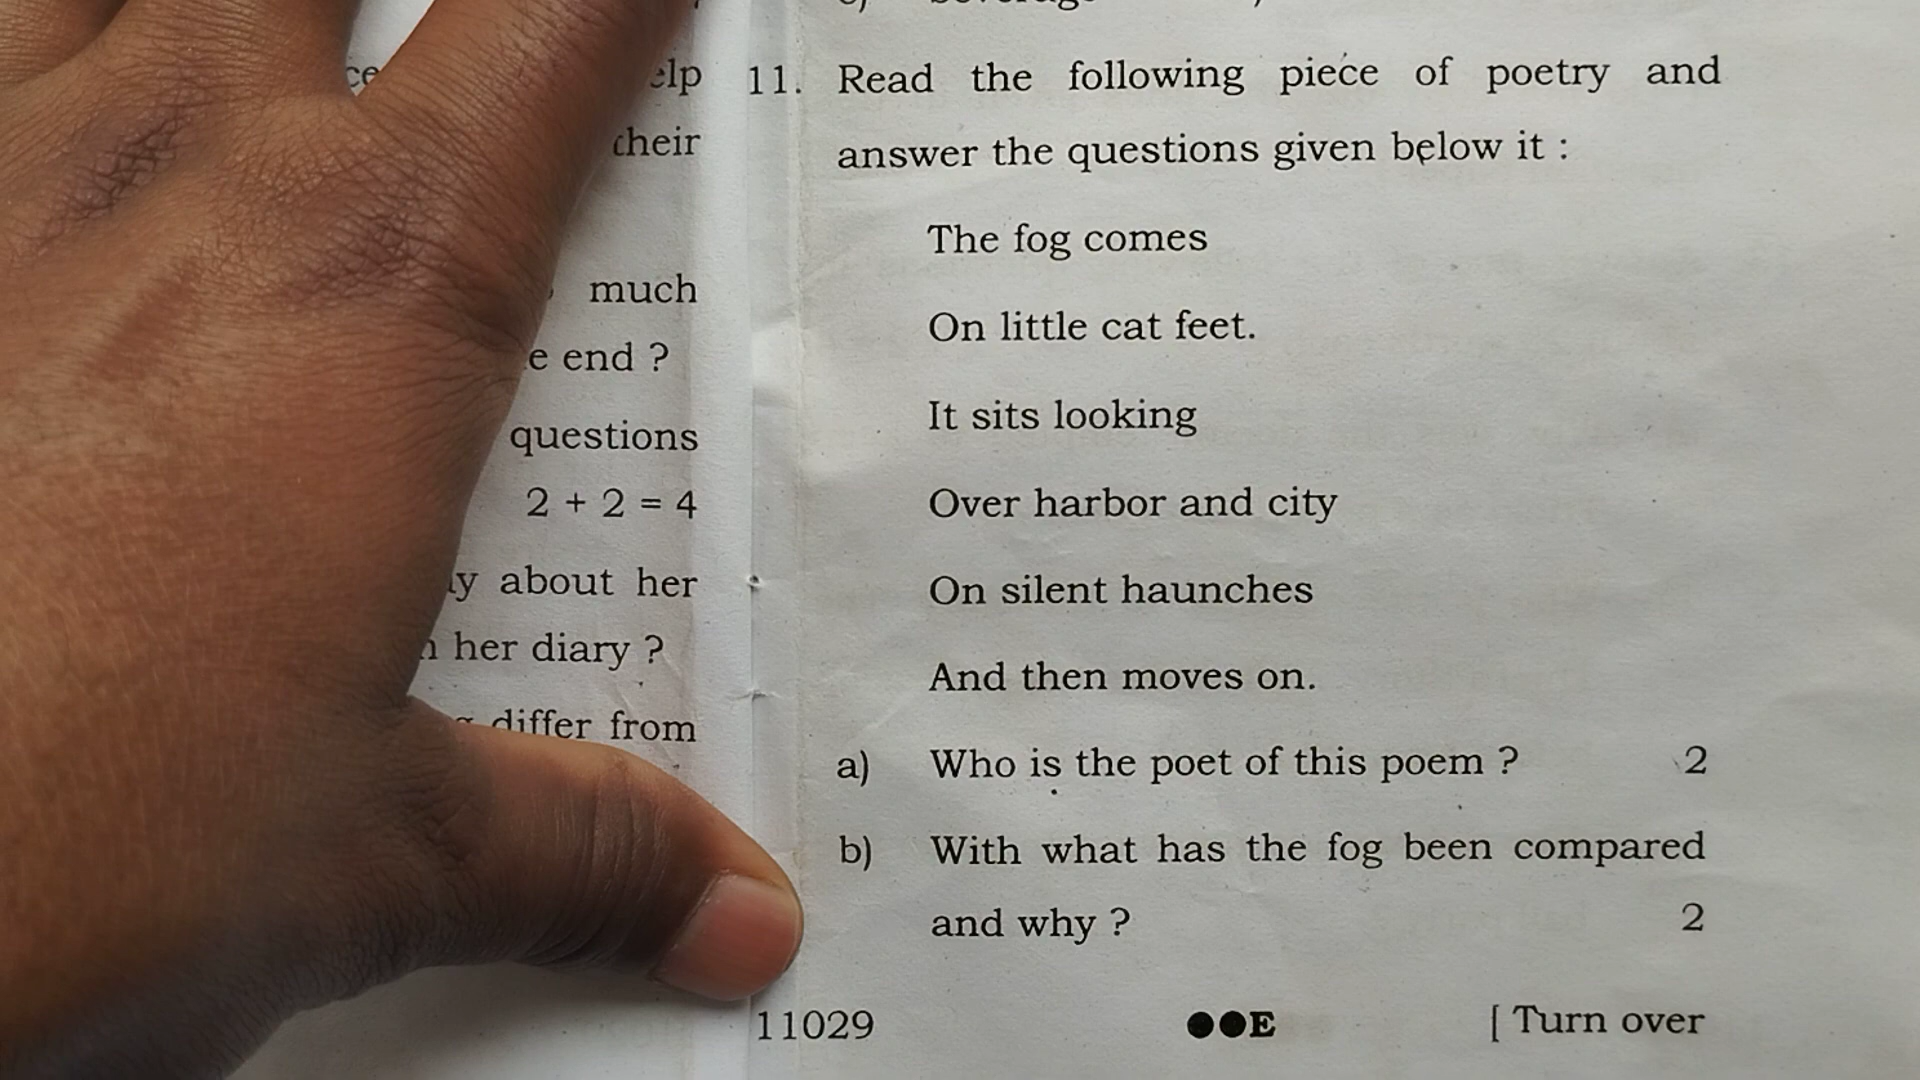 much
end ?
questions
2 + 2 = 4
about her
her diary ?
differ from
11. Read the following piece of poetry and
answer the questions given below it :
The fog comes
On little cat feet.
It sits looking
Over harbor and city
On silent haunches
And then moves on.
a) Who is the poet of this poem ? 2
b) With what has the fog been compared
and why ? 2
11029 ●●E [ Turn over